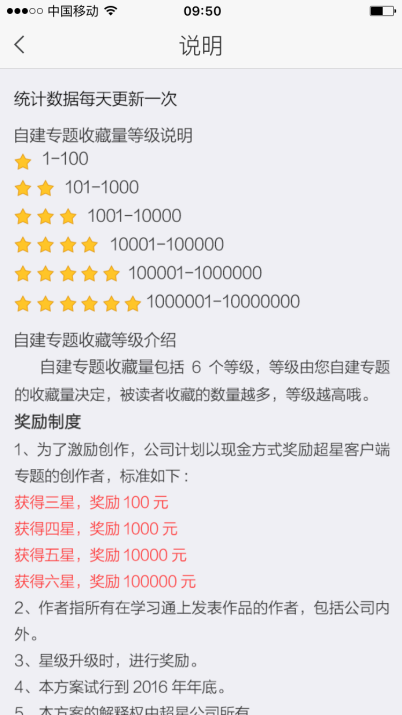 中国移动
09:50
说明
统计数据每天更新一次
自建专题收藏量等级说明
1-100
101-1000
1001-10000
10001-100000
100001-1000000
1000001-10000000
自建专题收藏等级介绍
自建专题收藏量包括 6 个等级，等级由您自建专题
的收藏量决定，被读者收藏的数量越多，等级越高哦。
奖励制度
1、为了激励创作，公司计划以现金方式奖励超星客户端
专题的创作者，标准如下：
获得三星，奖励 100 元
获得四星，奖励 1000 元
获得五星，奖励 10000 元
获得六星，奖励 100000 元
2、作者指所有在学习通上发表作品的作者，包括公司内
外。
3、星级升级时，进行奖励。
4、本方案试行到 2016 年年底。
5、本方案的解释权由超星公司所有